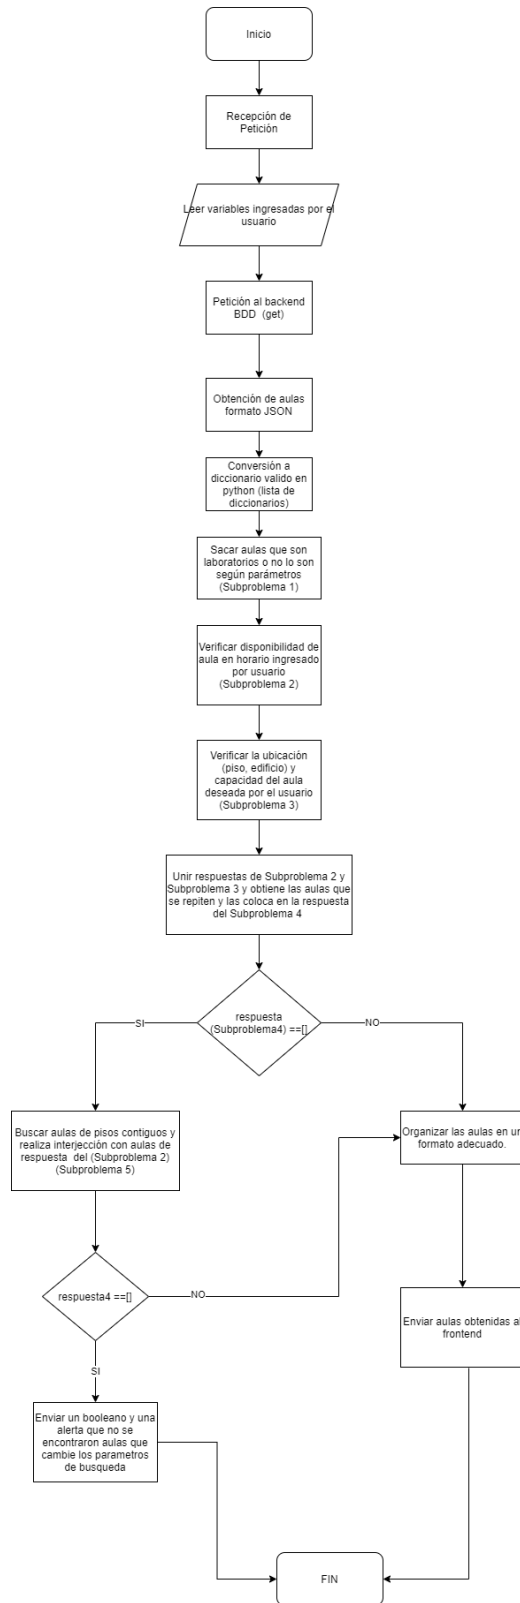 Inicio
Recepción de
Petición
Leer variables ingresadas por el
usuario
Petición al backend
BDD (get)
Obtención de aulas
formato JSON
Conversión a
diccionario valido en
python (lista de
diccionarios)
Sacar aulas que son
laboratorios o no lo son
según parámetros
(Subproblema 1)
Verificar disponibilidad de
aula en horario ingresado
por usuario
(Subproblema 2)
Verificar la ubicación
(piso, edificio) y
capacidad del aula
deseada por el usuario
(Subproblema 3)
Unir respuestas de Subproblema 2 y
Subproblema 3 y obtiene las aulas que
se repiten y las coloca en la respuesta
del Subproblema 4
respuesta
(Subproblema4) ==[]
SI
NO
Buscar aulas de pisos contiguos y
realiza interjección con aulas de
respuesta del (Subproblema 2)
(Subproblema 5)
Organizar las aulas en un
formato adecuado.
respuesta4 ==[]
NO
SI
Enviar aulas obtenidas al
frontend
Enviar un booleano y una
alerta que no se
encontraron aulas que
cambie los parametros
de busqueda
FIN